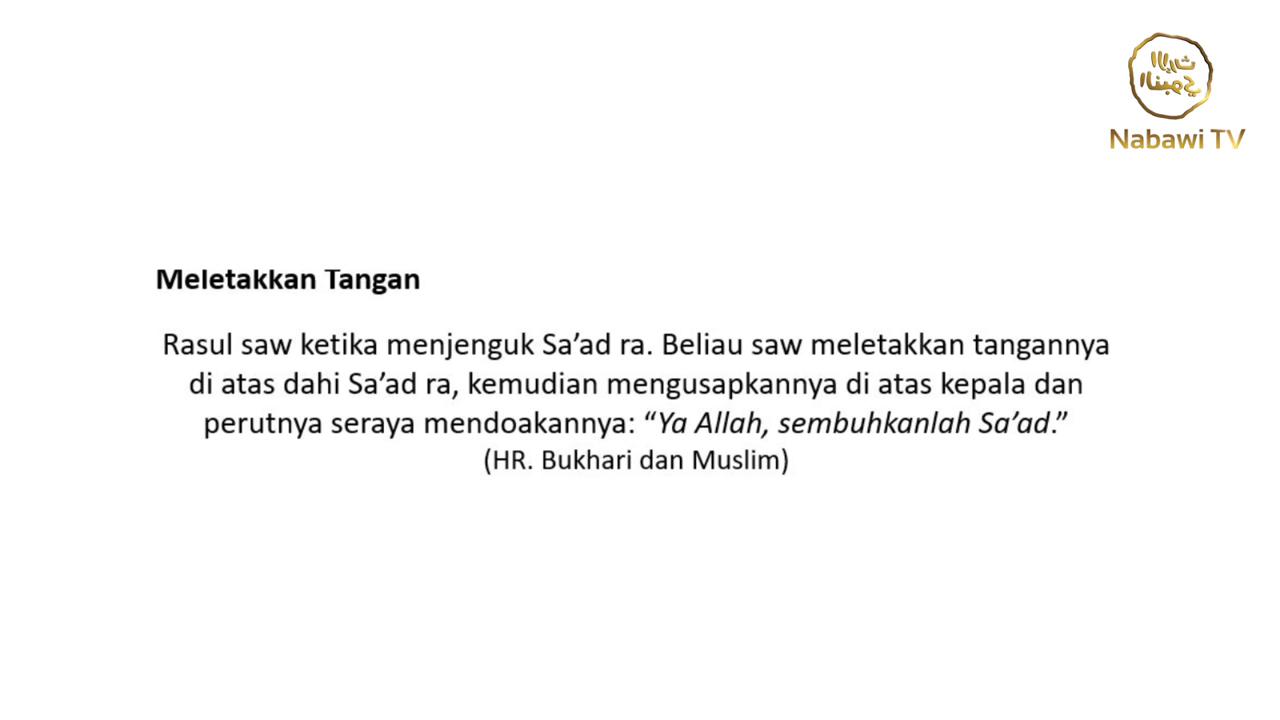 Nabawi TV
Meletakkan Tangan
Rasul saw ketika menjenguk Sa’ad ra. Beliau saw meletakkan tangannya
di atas dahi Sa’ad ra, kemudian mengusapkannya di atas kepala dan
perutnya seraya mendoakannya: “Ya Allah, sembuhkanlah Sa’ad.”
(HR. Bukhari dan Muslim)